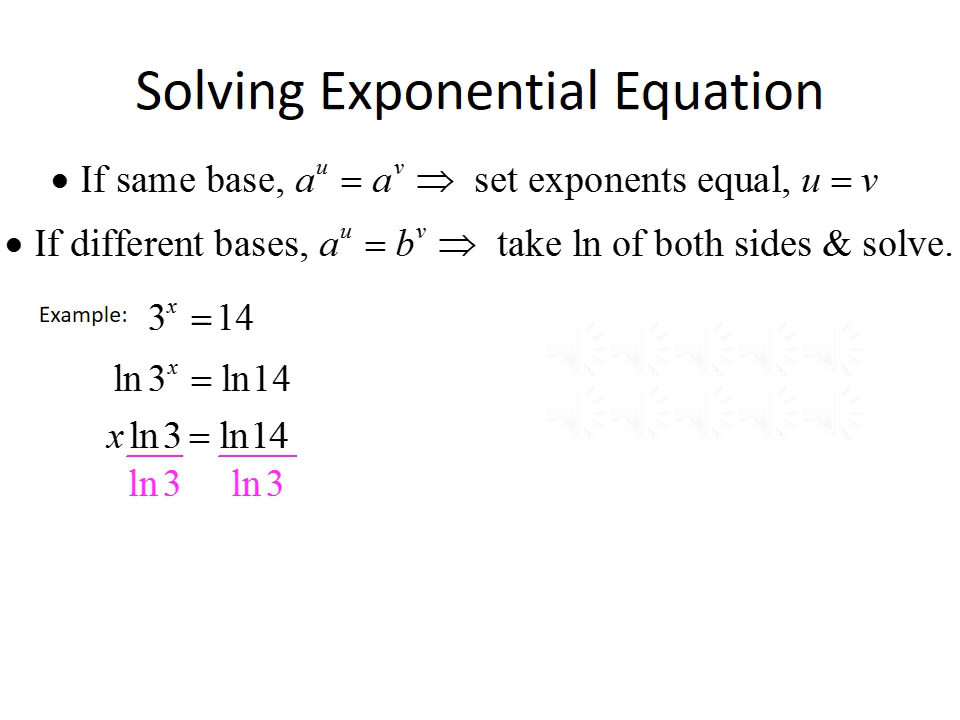 Solving Exponential Equation
• If same base, a^u = a^v ⇒ set exponents equal, u = v
• If different bases, a^u = b^v ⇒ take ln of both sides & solve.
Example: 3^x = 14
ln 3^x = ln 14
x ln 3 = ln 14
ln 3 ln 3